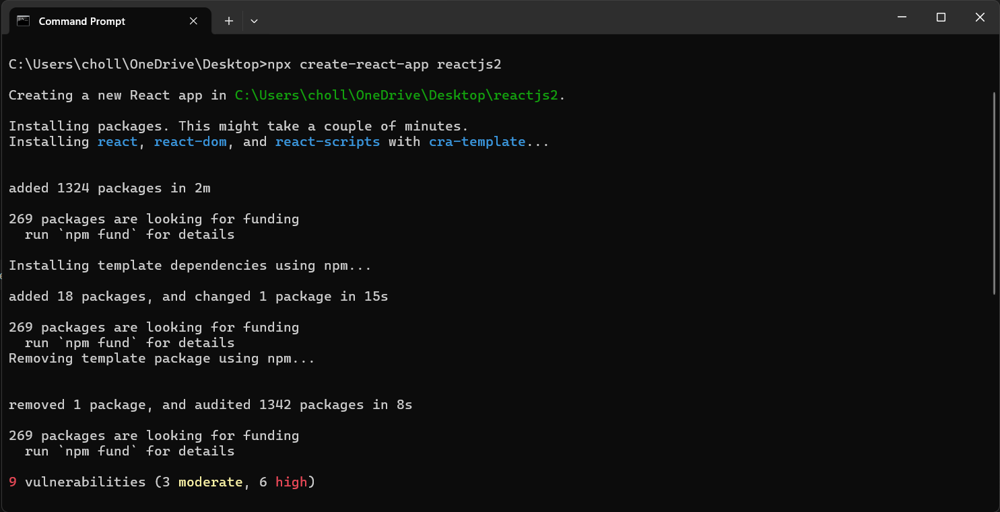 Command Prompt
C:\Users\choll\OneDrive\Desktop>npx create-react-app reactjs2
Creating a new React app in C:\Users\choll\OneDrive\Desktop\reactjs2.
Installing packages. This might take a couple of minutes.
Installing react, react-dom, and react-scripts with cra-template...
added 1324 packages in 2m
269 packages are looking for funding
  run `npm fund` for details
Installing template dependencies using npm...
added 18 packages, and changed 1 package in 15s
269 packages are looking for funding
  run `npm fund` for details
Removing template package using npm...
removed 1 package, and audited 1342 packages in 8s
269 packages are looking for funding
  run `npm fund` for details
9 vulnerabilities (3 moderate, 6 high)